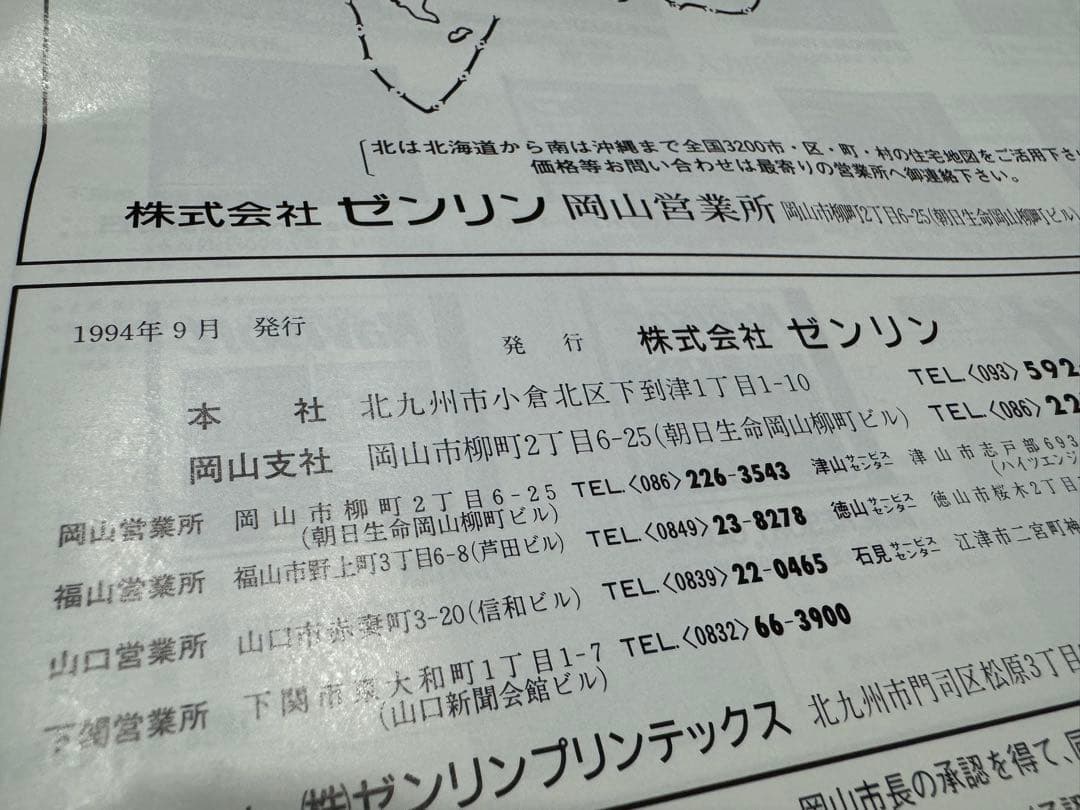 北は北海道から南は沖縄まで全国3200市・区・町・村の住宅地図をご活用下さ
価格等お問い合わせは最寄りの営業所へ御連絡下さい。
株式会社 ゼンリン 岡山営業所 岡山市柳町2丁目6-25(朝日生命岡山柳町ビル)
1994年9月 発行
発行 株式会社 ゼンリン
本社 北九州市小倉北区下到津1丁目1-10 TEL.〈093〉592
岡山支社 岡山市柳町2丁目6-25(朝日生命岡山柳町ビル) TEL.〈086〉22
岡山営業所 岡山市柳町2丁目6-25 TEL.〈086〉226-3543 津山サービスセンター 津山市志戸部693
(朝日生命岡山柳町ビル) (ハイツエンジ
福山営業所 福山市野上町3丁目6-8(芦田ビル) TEL.〈0849〉23-8278 徳山サービスセンター 徳山市桜木2丁目
山口営業所 山口市赤妻町3-20(信和ビル) TEL.〈0839〉22-0465 石見サービスセンター 江津市二宮町神
下関営業所 下関市東大和町1丁目1-7 TEL.〈0832〉66-3900
(山口新聞会館ビル)
㈱ゼンリンプリンテックス 北九州市門司区松原3丁目
岡山市長の承認を得て、同